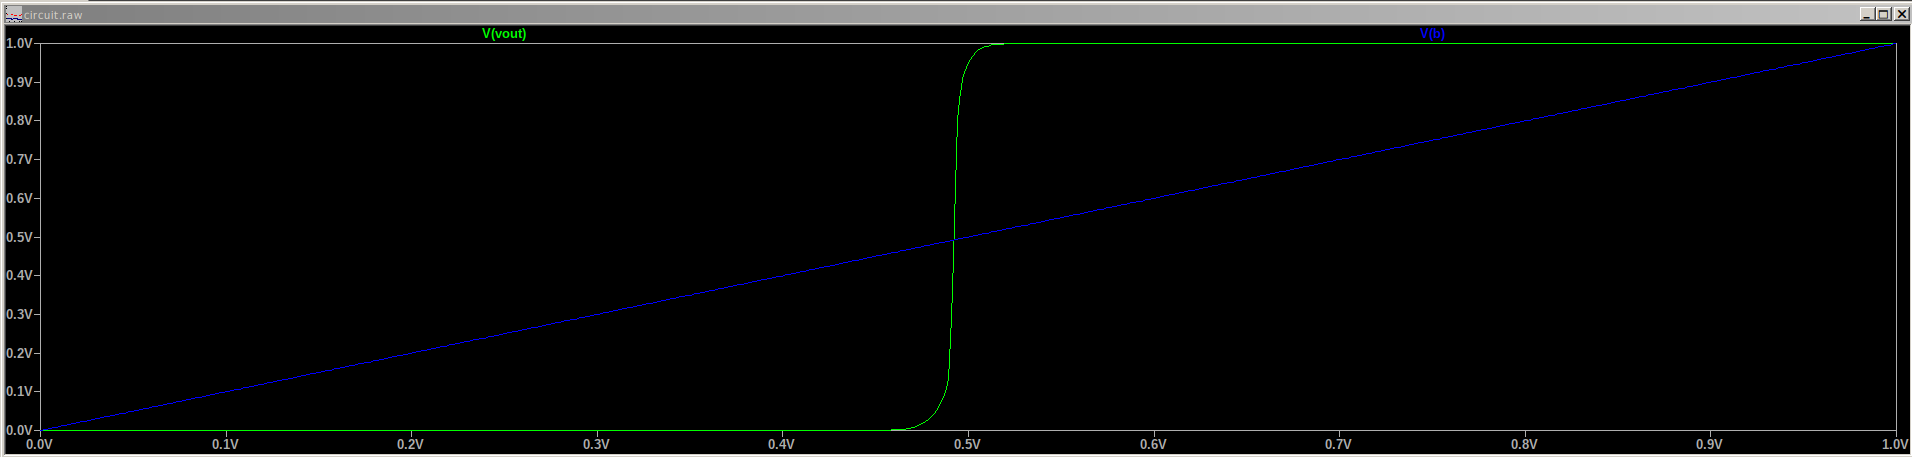 circuit.raw
V(vout) V(b)
1.0V
0.9V
0.8V
0.7V
0.6V
0.5V
0.4V
0.3V
0.2V
0.1V
0.0V
0.0V 0.1V 0.2V 0.3V 0.4V 0.5V 0.6V 0.7V 0.8V 0.9V 1.0V